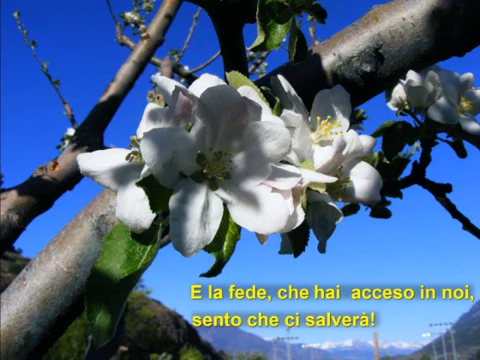 E la fede, che hai  acceso in noi,
sento che ci salverà!